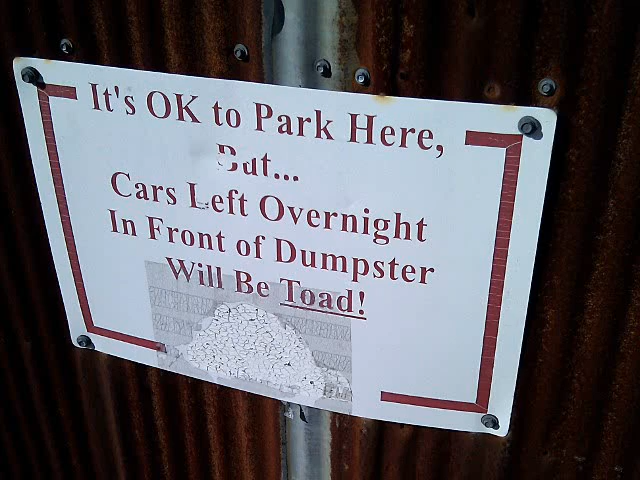 It's OK to Park Here,
But...
Cars Left Overnight
In Front of Dumpster
Will Be Toad!